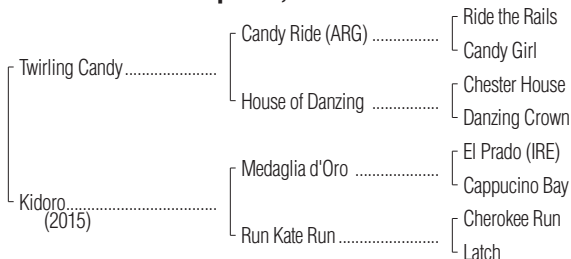 Ride the Rails
Candy Ride (ARG) ................
Candy Girl
Twirling Candy ......................
Chester House
House of Danzing ................
Danzing Crown
El Prado (IRE)
Medaglia d'Oro ....................
Cappucino Bay
Kidoro....................................
(2015)
Cherokee Run
Run Kate Run ........................
Latch